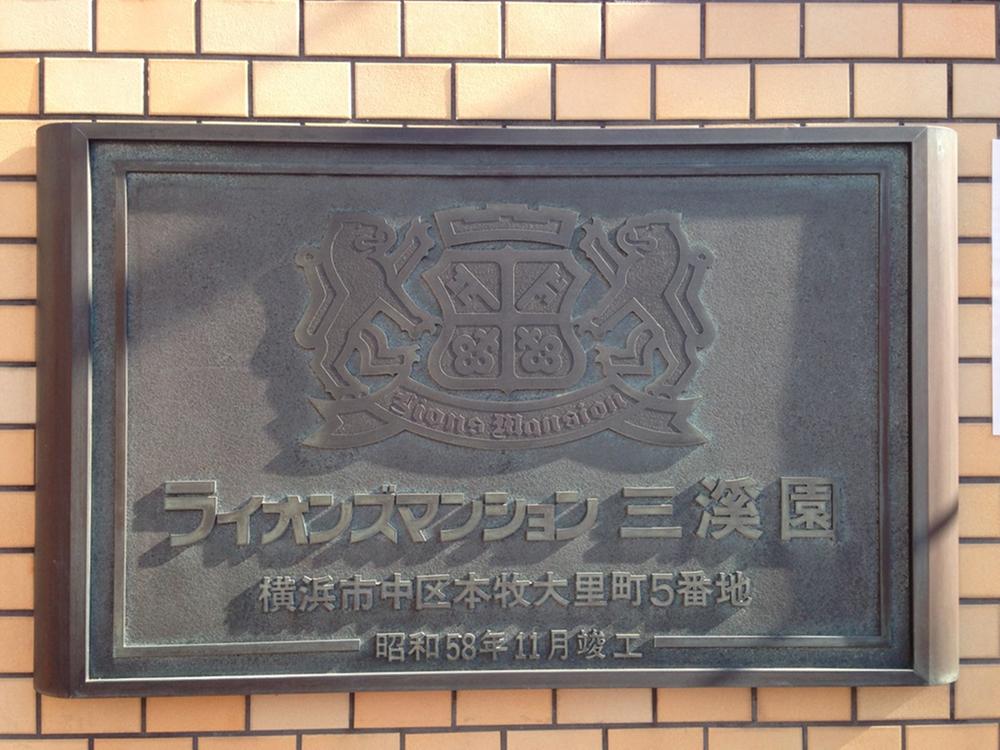 Lions Mansion
ライオンズマンション 三溪園
横浜市中区本牧大里町5番地
昭和58年11月竣工